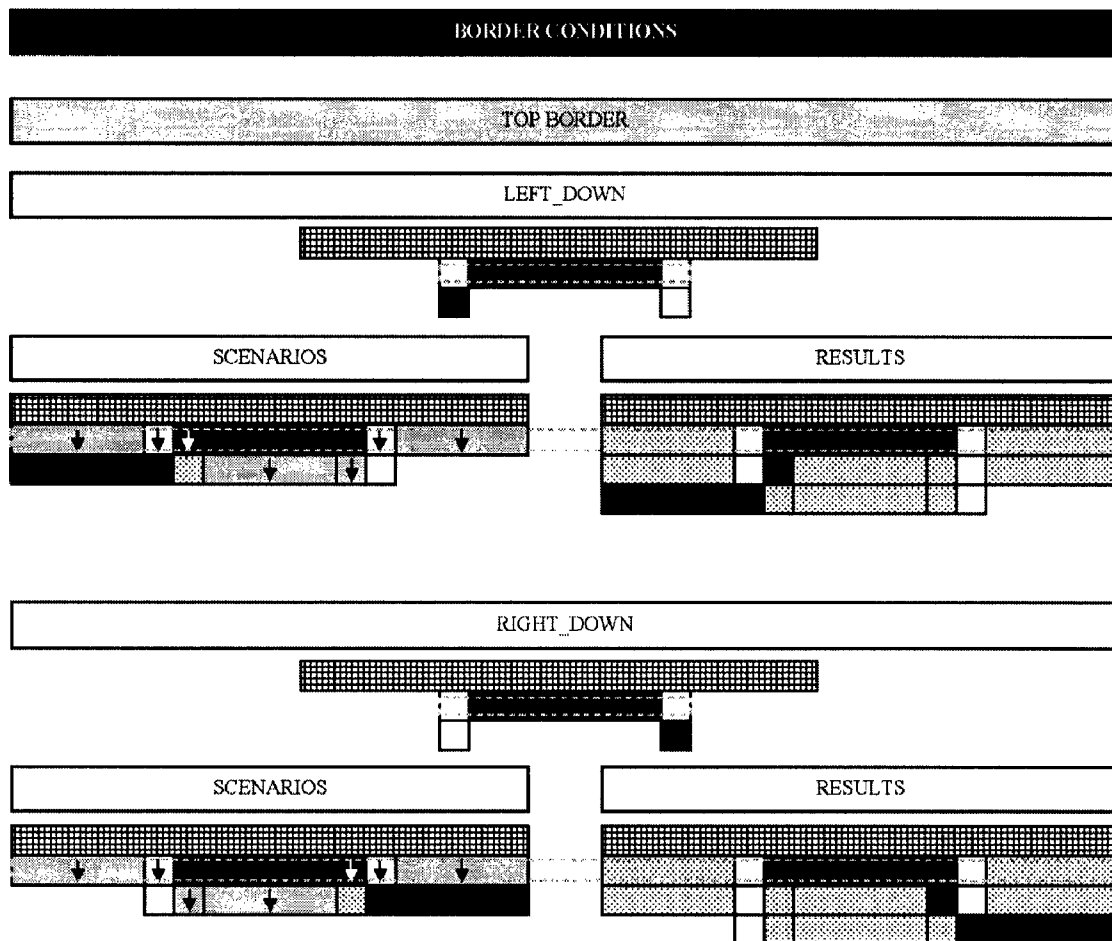 BORDER CONDITIONS
TOP BORDER
LEFT_DOWN
SCENARIOS
RESULTS
RIGHT_DOWN
SCENARIOS
RESULTS